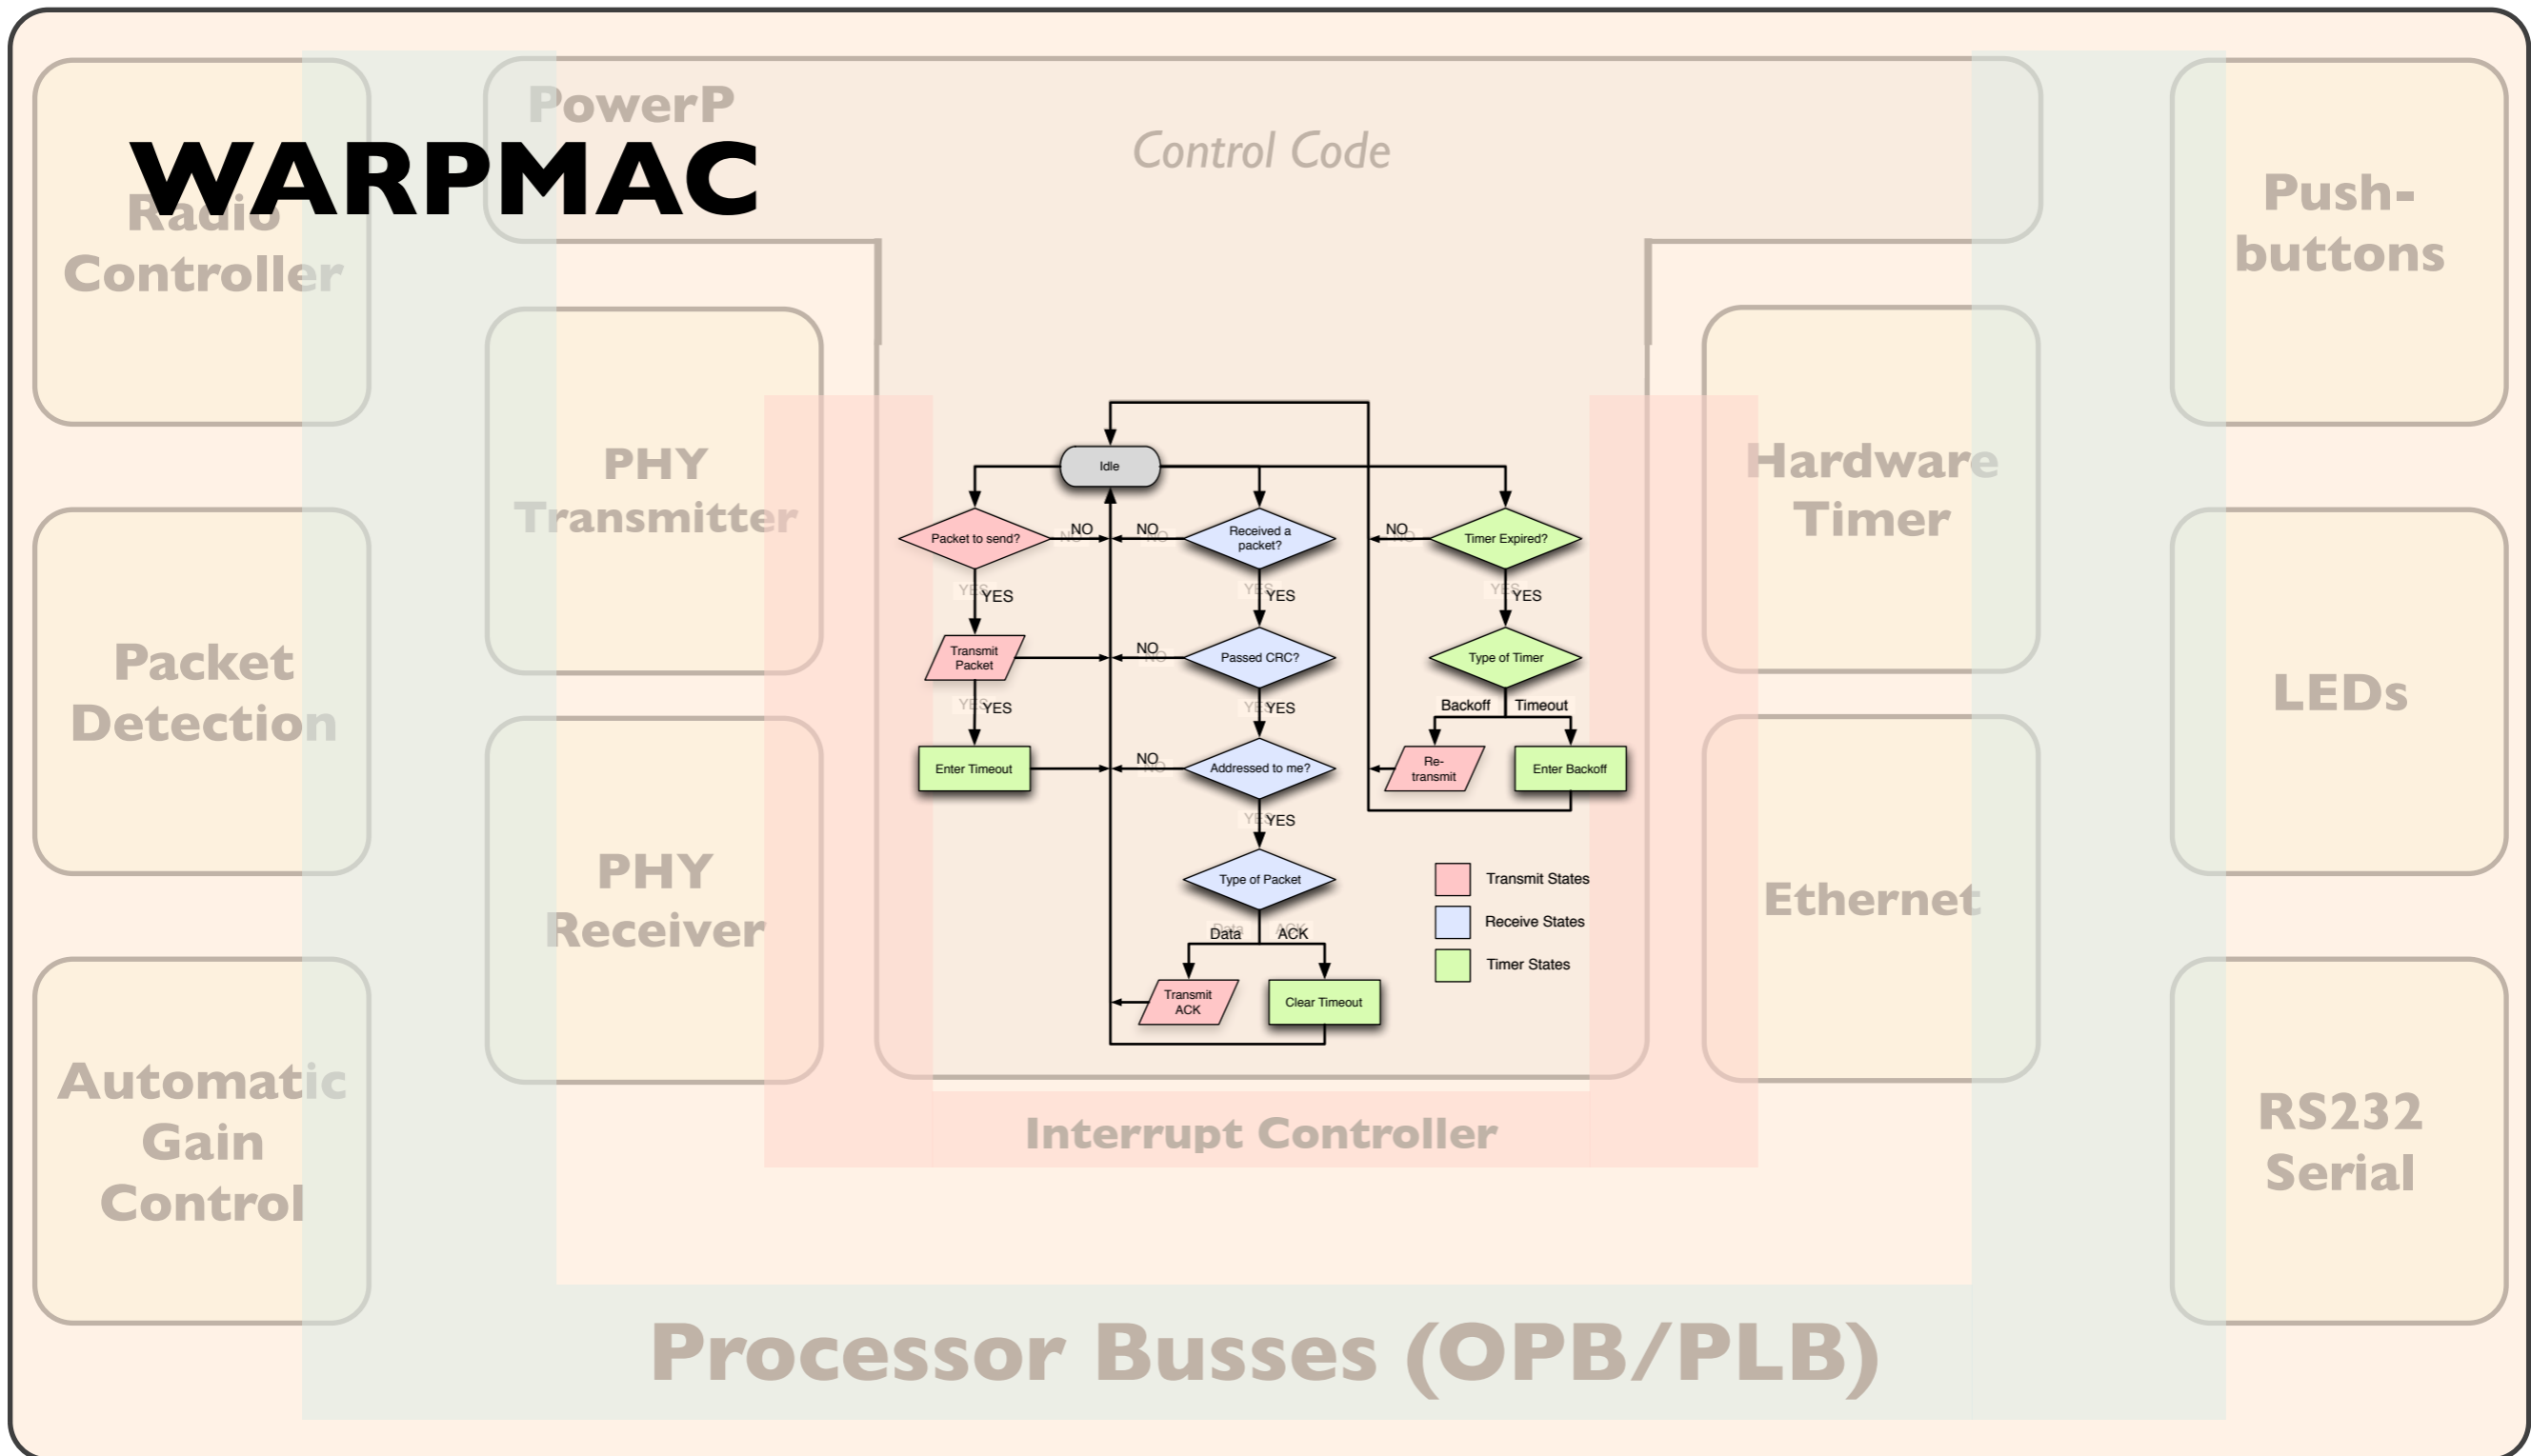 PowerP
Control Code
WARPMAC
Radio
Controller
Push-
buttons
PHY
Transmitter
Hardware
Timer
Packet
Detection
LEDs
PHY
Receiver
Ethernet
Automatic
Gain
Control
RS232
Serial
Idle
Packet to send?
NO
NO
Received a
packet?
NO
Timer Expired?
YES
YES
YES
Transmit
Packet
NO
Passed CRC?
Type of Timer
YES
YES
Backoff
Timeout
Enter Timeout
NO
Addressed to me?
Re-
transmit
Enter Backoff
YES
Type of Packet
Data
ACK
Transmit
ACK
Clear Timeout
Transmit States
Receive States
Timer States
Interrupt Controller
Processor Busses (OPB/PLB)